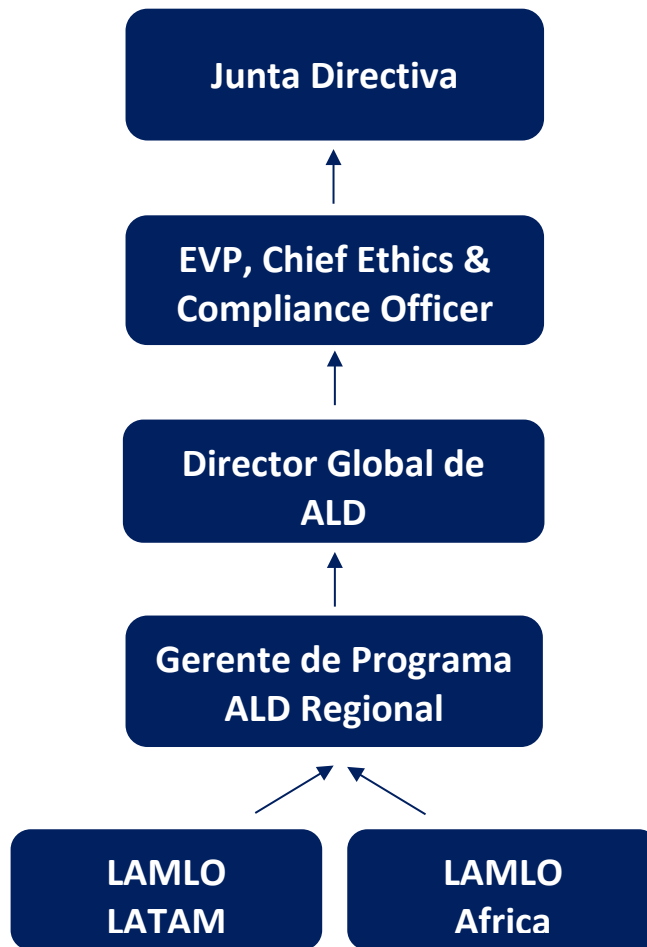 Junta Directiva
EVP, Chief Ethics &
Compliance Officer
Director Global de
ALD
Gerente de Programa
ALD Regional
LAMLO
LATAM
LAMLO
Africa